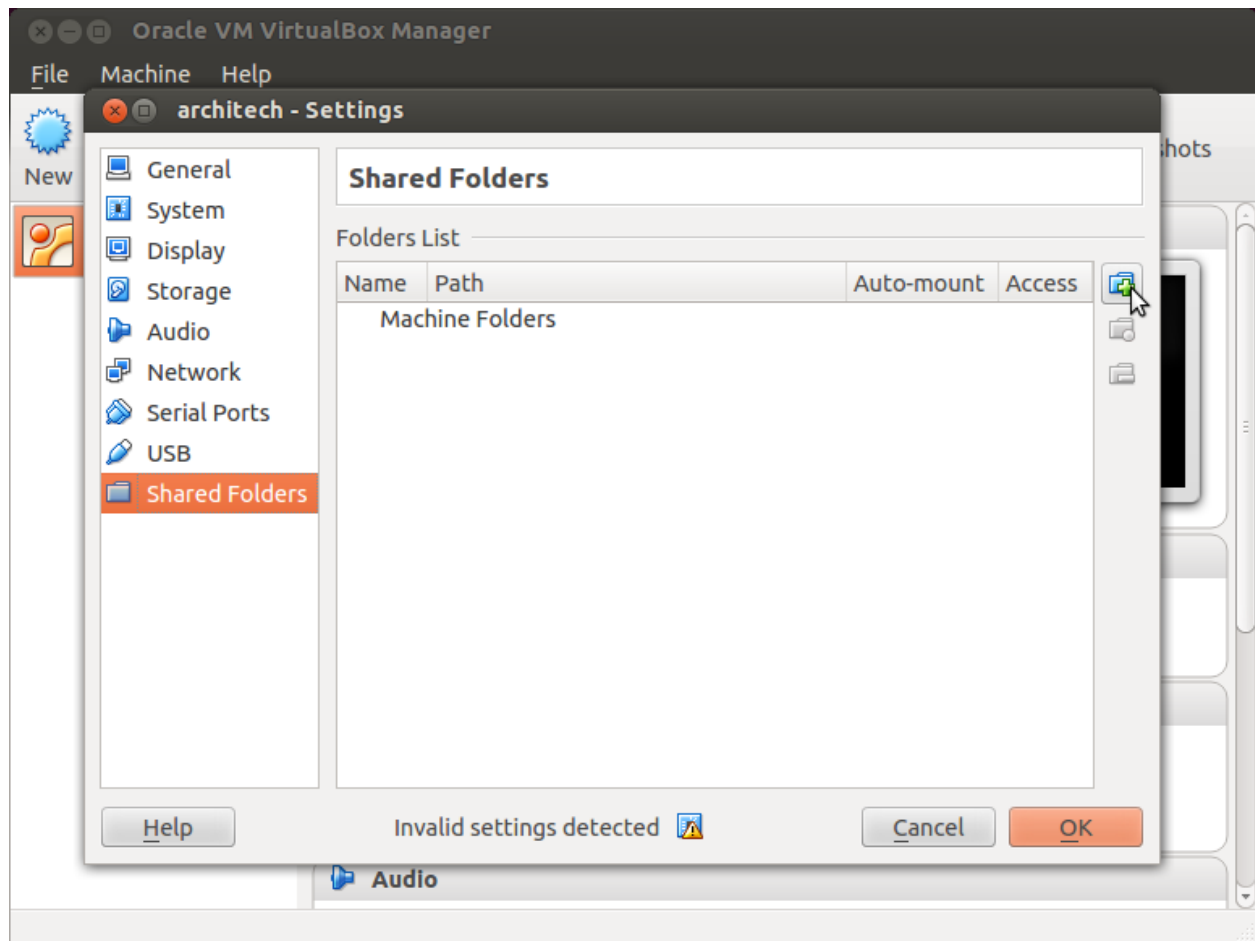 Oracle VM VirtualBox Manager
File Machine Help
architech - Settings
New
hots
General
System
Display
Storage
Audio
Network
Serial Ports
USB
Shared Folders
Shared Folders
Folders List
Name Path Auto-mount Access
Machine Folders
Help
Invalid settings detected
Cancel
OK
Audio